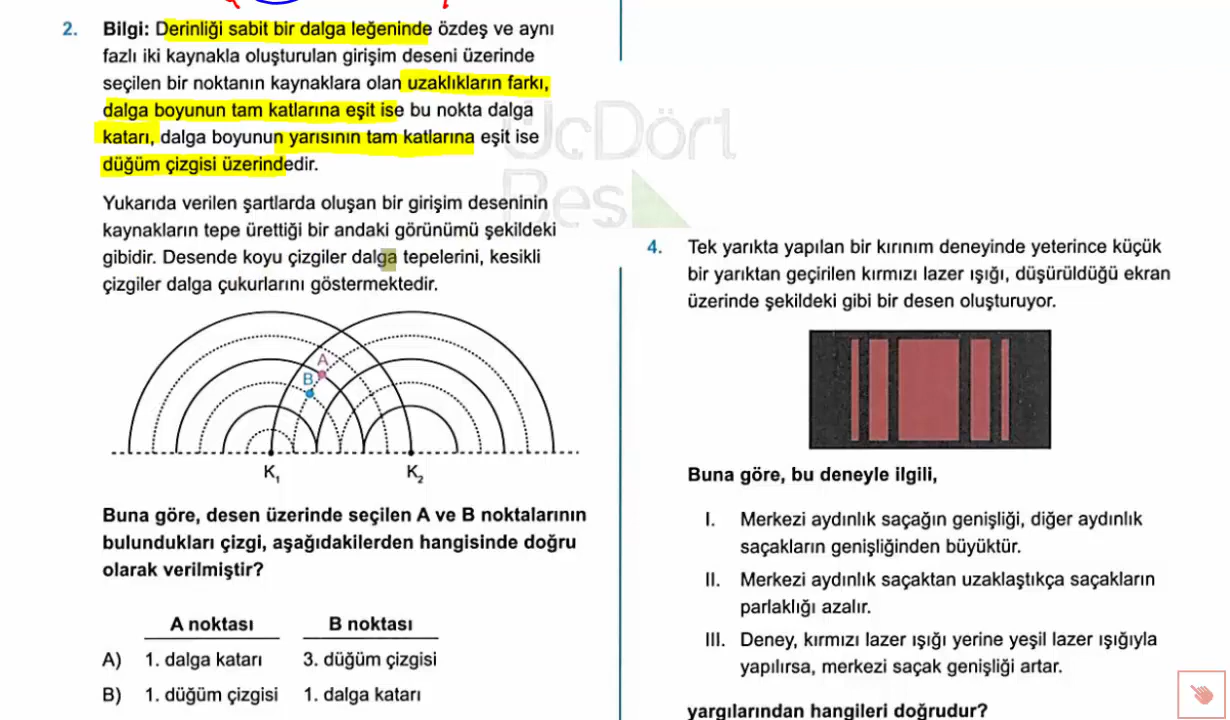 2. Bilgi: Derinliği sabit bir dalga leğeninde özdeş ve aynı
fazlı iki kaynakla oluşturulan girişim deseni üzerinde
seçilen bir noktanın kaynaklara olan uzaklıkların farkı,
dalga boyunun tam katlarına eşit ise bu nokta dalga
katarı, dalga boyunun yarısının tam katlarına eşit ise
düğüm çizgisi üzerindedir.
Yukarıda verilen şartlarda oluşan bir girişim deseninin
kaynakların tepe ürettiği bir andaki görünümü şekildeki
gibidir. Desende koyu çizgiler dalga tepelerini, kesikli
çizgiler dalga çukurlarını göstermektedir.
A
B
K₁ K₂
Buna göre, desen üzerinde seçilen A ve B noktalarının
bulundukları çizgi, aşağıdakilerden hangisinde doğru
olarak verilmiştir?
A noktası B noktası
A) 1. dalga katarı 3. düğüm çizgisi
B) 1. düğüm çizgisi 1. dalga katarı
ÜçDört
Beş
4. Tek yarıkta yapılan bir kırınım deneyinde yeterince küçük
bir yarıktan geçirilen kırmızı lazer ışığı, düşürüldüğü ekran
üzerinde şekildeki gibi bir desen oluşturuyor.
Buna göre, bu deneyle ilgili,
I. Merkezi aydınlık saçağın genişliği, diğer aydınlık
saçakların genişliğinden büyüktür.
II. Merkezi aydınlık saçaktan uzaklaştıkça saçakların
parlaklığı azalır.
III. Deney, kırmızı lazer ışığı yerine yeşil lazer ışığıyla
yapılırsa, merkezi saçak genişliği artar.
yargılarından hangileri doğrudur?